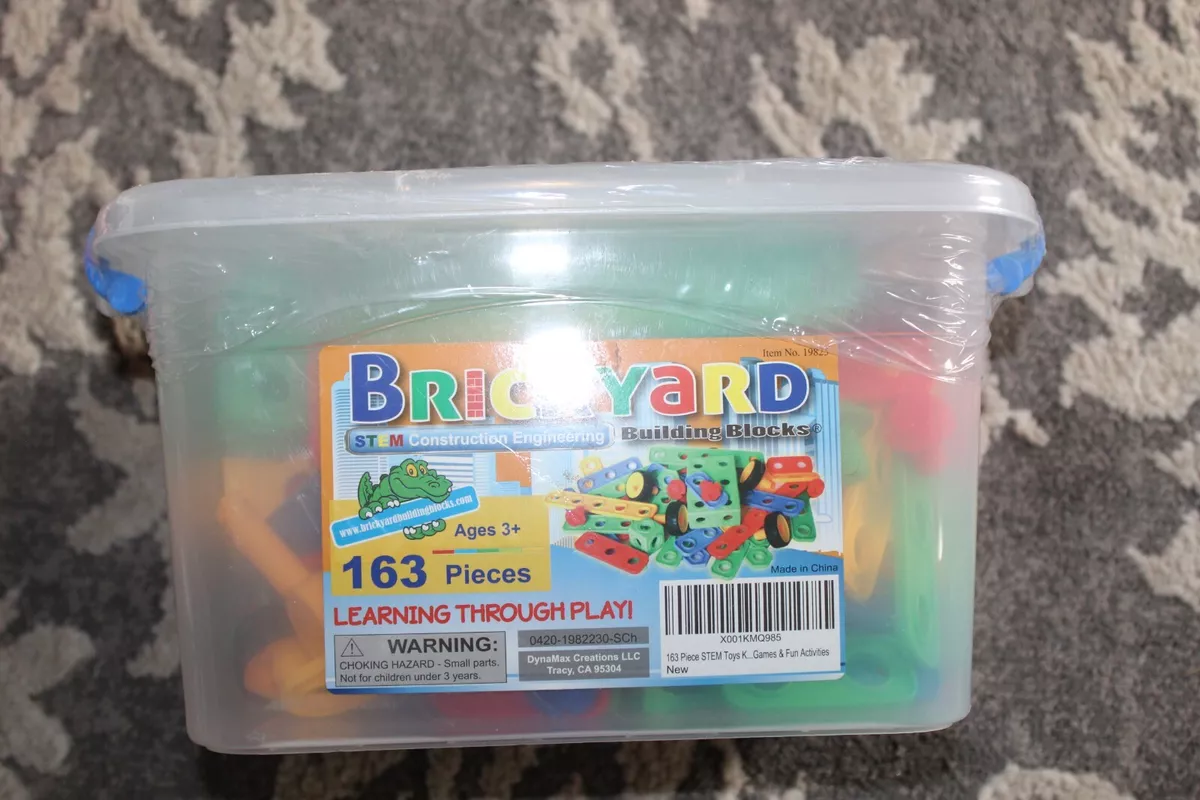 Item No. 19825
BRICKYARD
STEM Construction Engineering
Building Blocks®
www.brickyardbuildingblocks.com
Ages 3+
163 Pieces
Made in China
LEARNING THROUGH PLAY!
WARNING:
CHOKING HAZARD - Small parts.
Not for children under 3 years.
0420-1982230-SCh
DynaMax Creations LLC
Tracy, CA 95304
X001KMQ985
163 Piece STEM Toys K...Games & Fun Activities
New